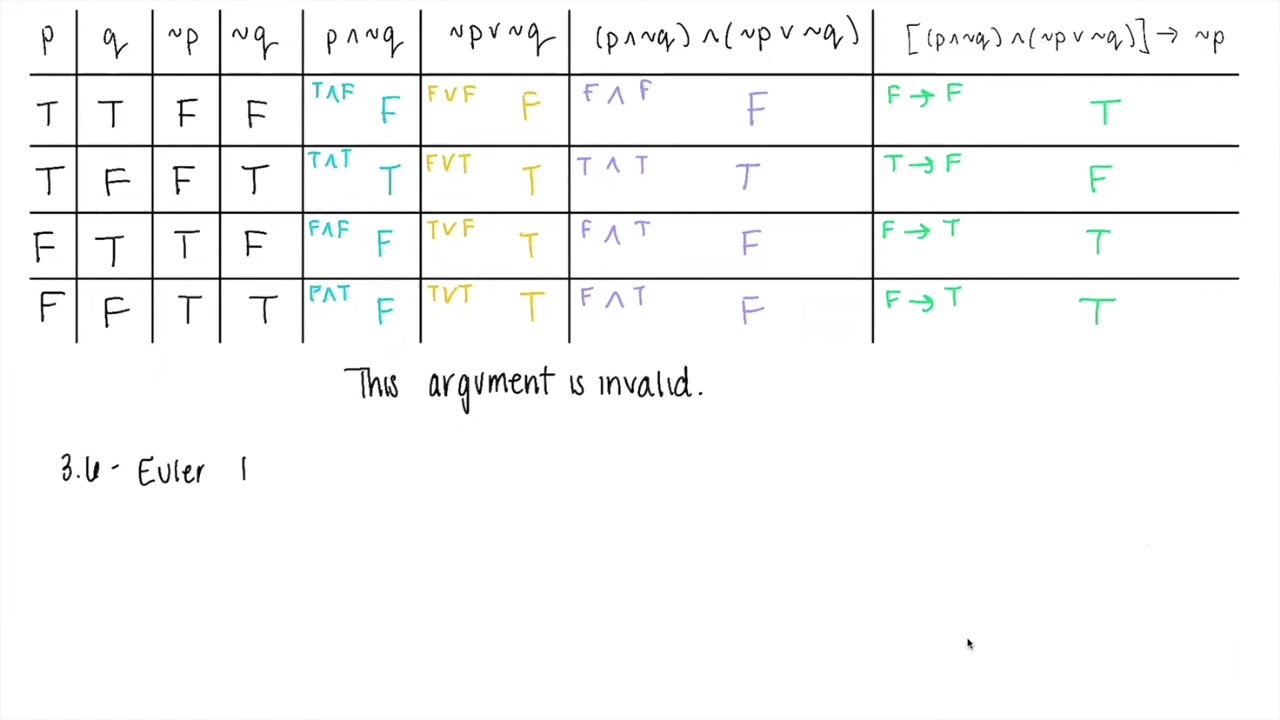 p q ~p ~q p∧~q ~p∨~q (p∧~q)∧(~p∨~q) [(p∧~q)∧(~p∨~q)]→~p
T T F F T∧F F F∨F F F∧F F F→F T
T F F T T∧T T F∨T T T∧T T T→F F
F T T F F∧F F T∨F T F∧T F F→T T
F F T T F∧T F T∨T T F∧T F F→T T
This argument is invalid.
3.6 - Euler